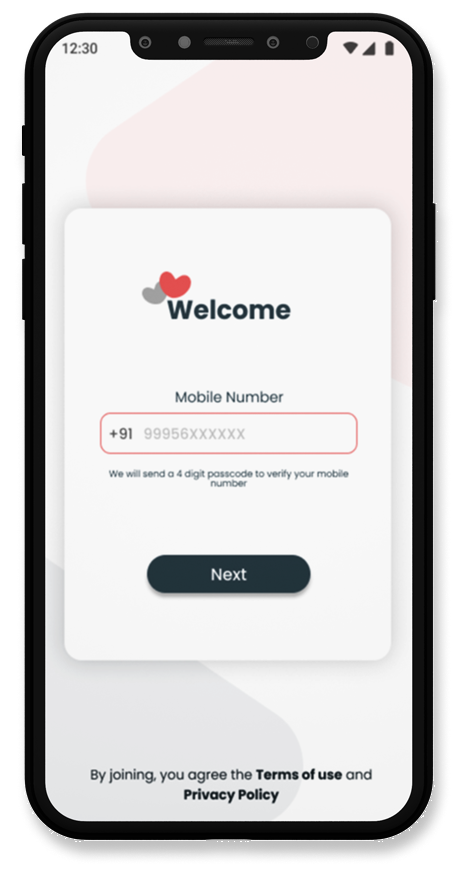 12:30
Welcome
Mobile Number
+91 99956XXXXXX
We will send a 4 digit passcode to verify your mobile
number
Next
By joining, you agree the Terms of use and
Privacy Policy